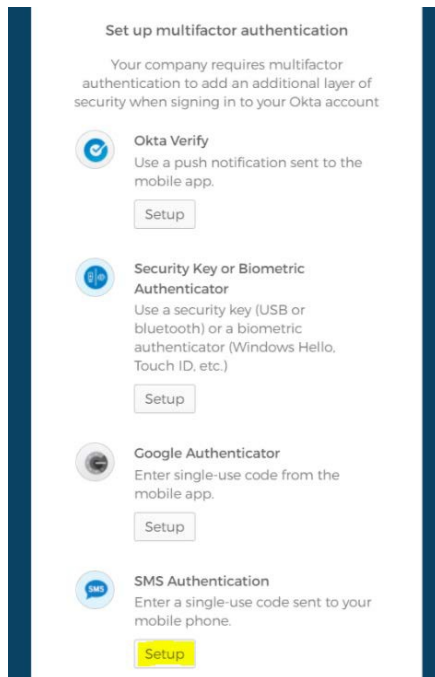 Set up multifactor authentication
Your company requires multifactor
authentication to add an additional layer of
security when signing in to your Okta account
Okta Verify
Use a push notification sent to the
mobile app.
Setup
Security Key or Biometric
Authenticator
Use a security key (USB or
bluetooth) or a biometric
authenticator (Windows Hello,
Touch ID, etc.)
Setup
Google Authenticator
Enter single-use code from the
mobile app.
Setup
SMS
SMS Authentication
Enter a single-use code sent to your
mobile phone.
Setup